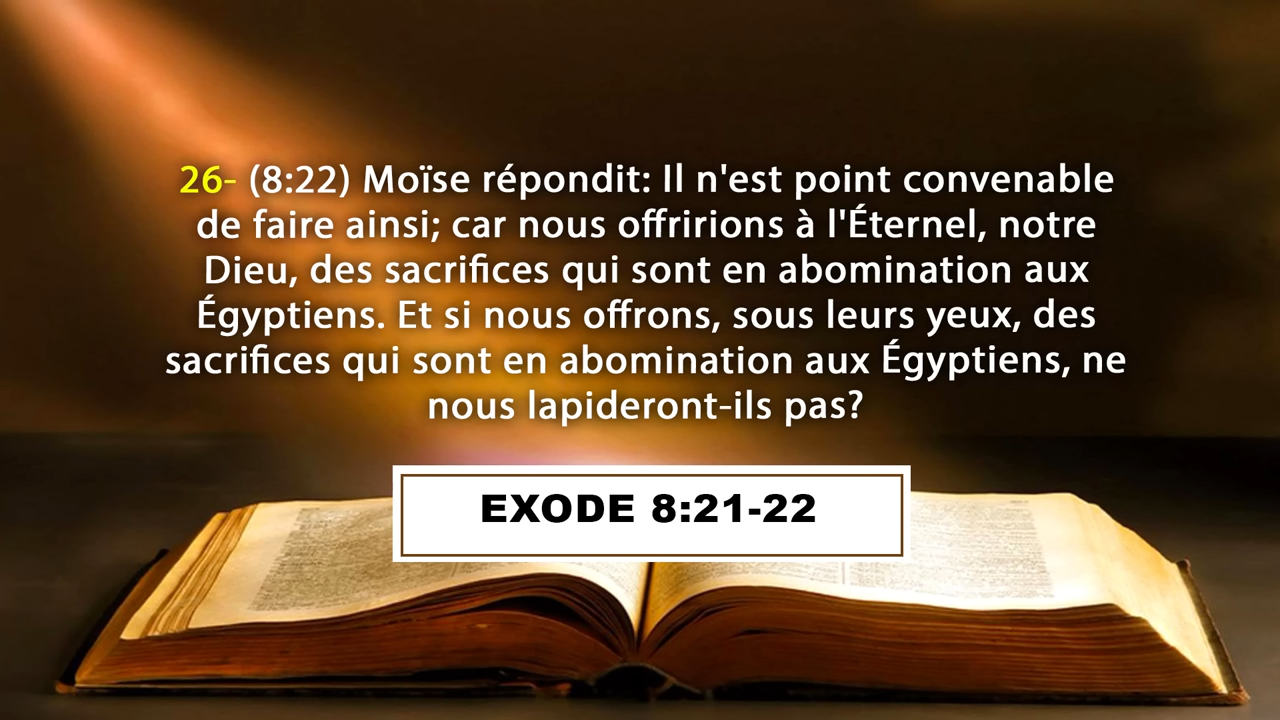 26- (8:22) Moïse répondit: Il n'est point convenable
de faire ainsi; car nous offririons à l'Éternel, notre
Dieu, des sacrifices qui sont en abomination aux
Égyptiens. Et si nous offrons, sous leurs yeux, des
sacrifices qui sont en abomination aux Égyptiens, ne
nous lapideront-ils pas?
EXODE 8:21-22